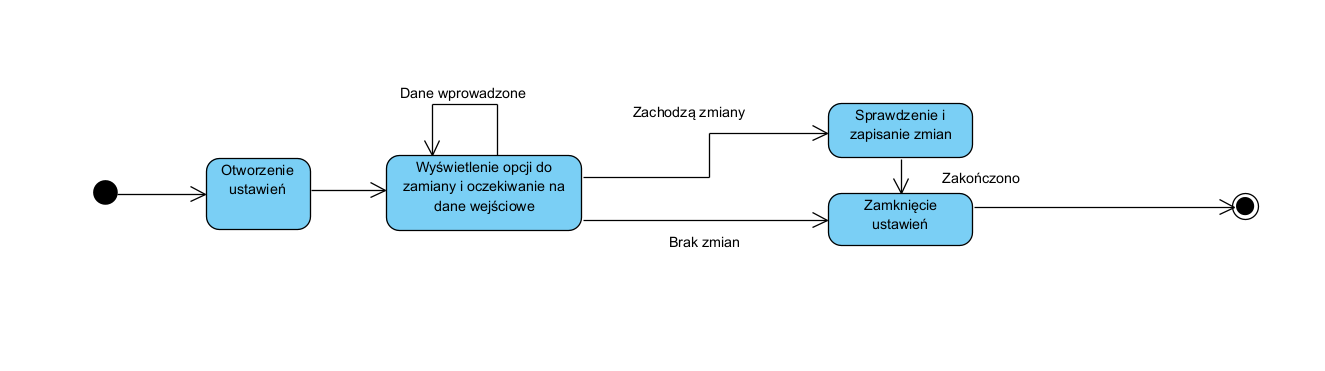 Dane wprowadzone
Zachodzą zmiany
Sprawdzenie i
zapisanie zmian
Otworzenie
ustawień
Wyświetlenie opcji do
zamiany i oczekiwanie na
dane wejściowe
Zakończono
Zamknięcie
ustawień
Brak zmian